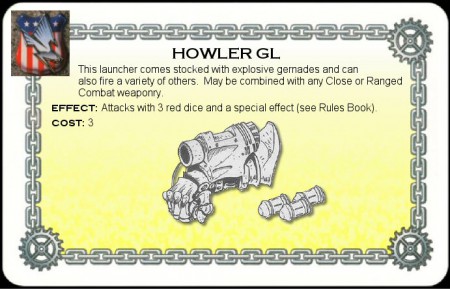 HOWLER GL
This launcher comes stocked with explosive gernades and can
also fire a variety of others. May be combined with any Close or Ranged
Combat weaponry.
EFFECT: Attacks with 3 red dice and a special effect (see Rules Book).
COST: 3